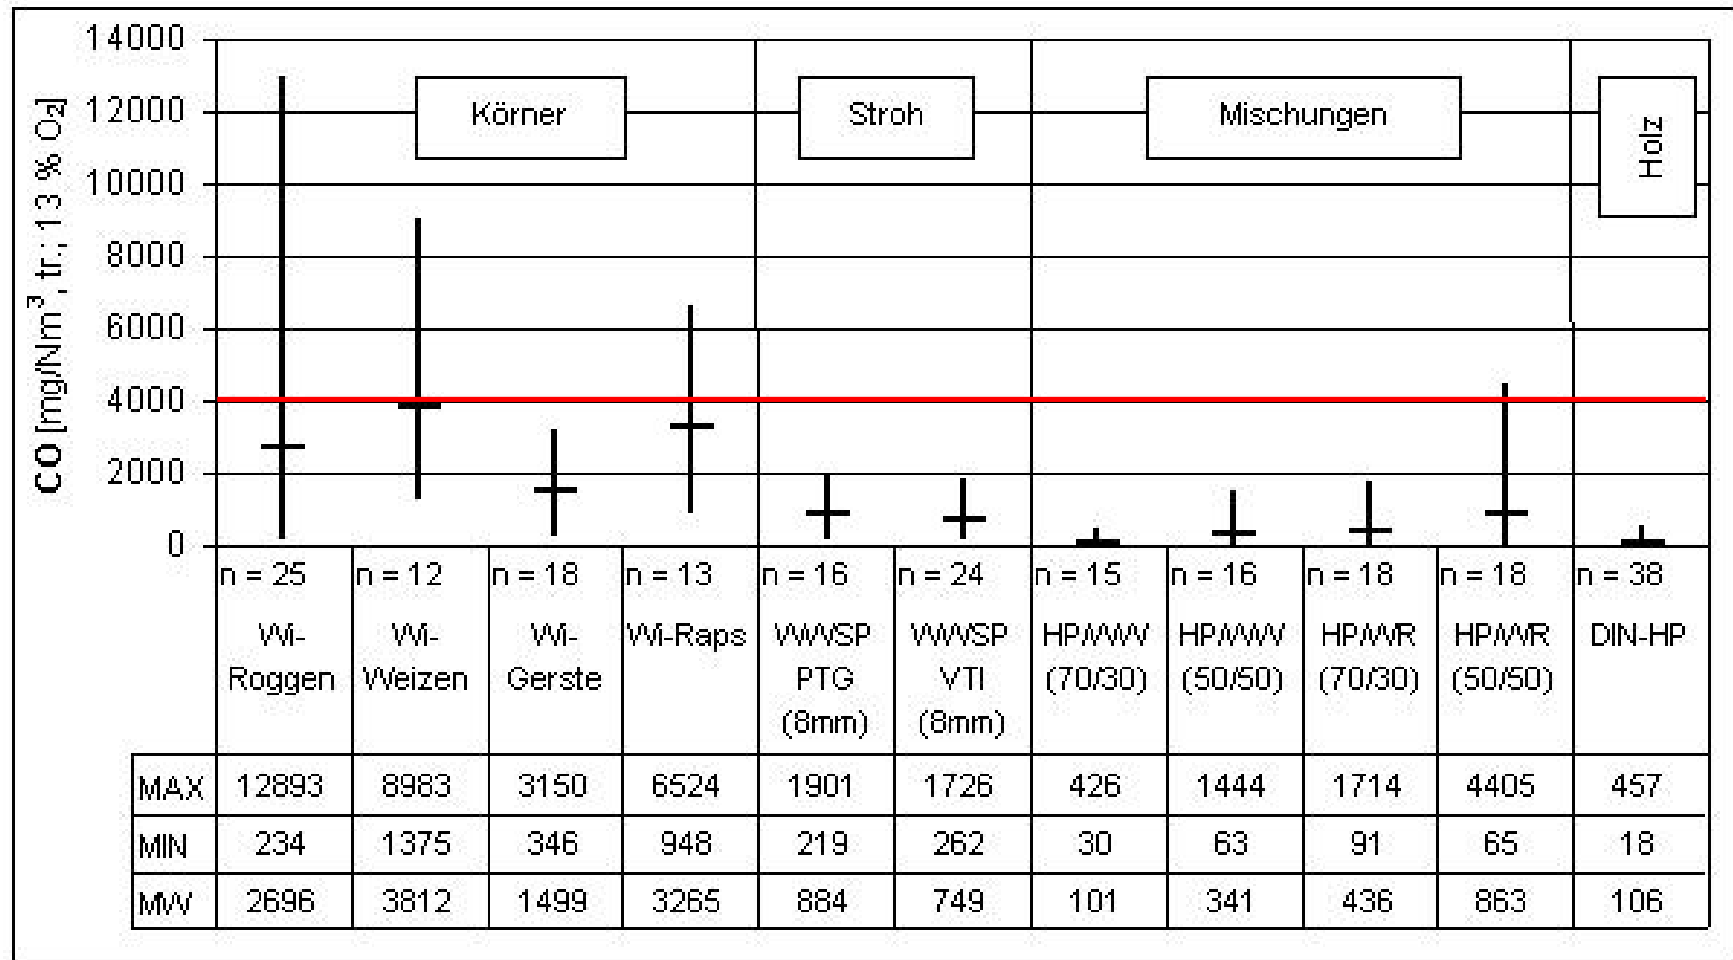 CO [mg/Nm³, tr.; 13 % O₂]
14000
12000
10000
8000
6000
4000
2000
0
Körner
Stroh
Mischungen
Holz
n = 25 n = 12 n = 18 n = 13 n = 16 n = 24 n = 15 n = 16 n = 18 n = 18 n = 38
Wi- Wi- Wi- Wi-Raps WWSP WWSP HP/WW HP/WW HP/WR HP/WR DIN-HP
Roggen Weizen Gerste PTG VTI (70/30) (50/50) (70/30) (50/50)
(8mm) (8mm)
MAX 12893 8983 3150 6524 1901 1726 426 1444 1714 4405 457
MIN 234 1375 346 948 219 262 30 63 91 65 18
MW 2696 3812 1499 3265 884 749 101 341 436 863 106